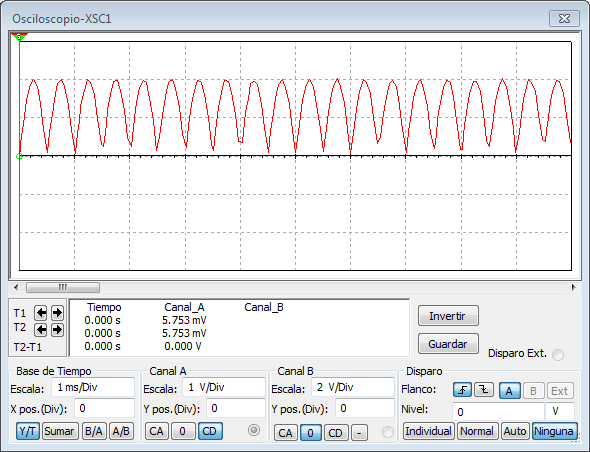 Osciloscopio-XSC1
Tiempo Canal_A Canal_B
T1 0.000 s 5.753 mV
T2 0.000 s 5.753 mV
T2-T1 0.000 s 0.000 V
Invertir
Guardar
Disparo Ext.
Base de Tiempo
Escala: 1 ms/Div
X pos.(Div): 0
Y/T Sumar B/A A/B
Canal A
Escala: 1 V/Div
Y pos.(Div): 0
CA 0 CD
Canal B
Escala: 2 V/Div
Y pos.(Div): 0
CA 0 CD -
Disparo
Flanco: A B Ext
Nivel: 0 V
Individual Normal Auto Ninguna